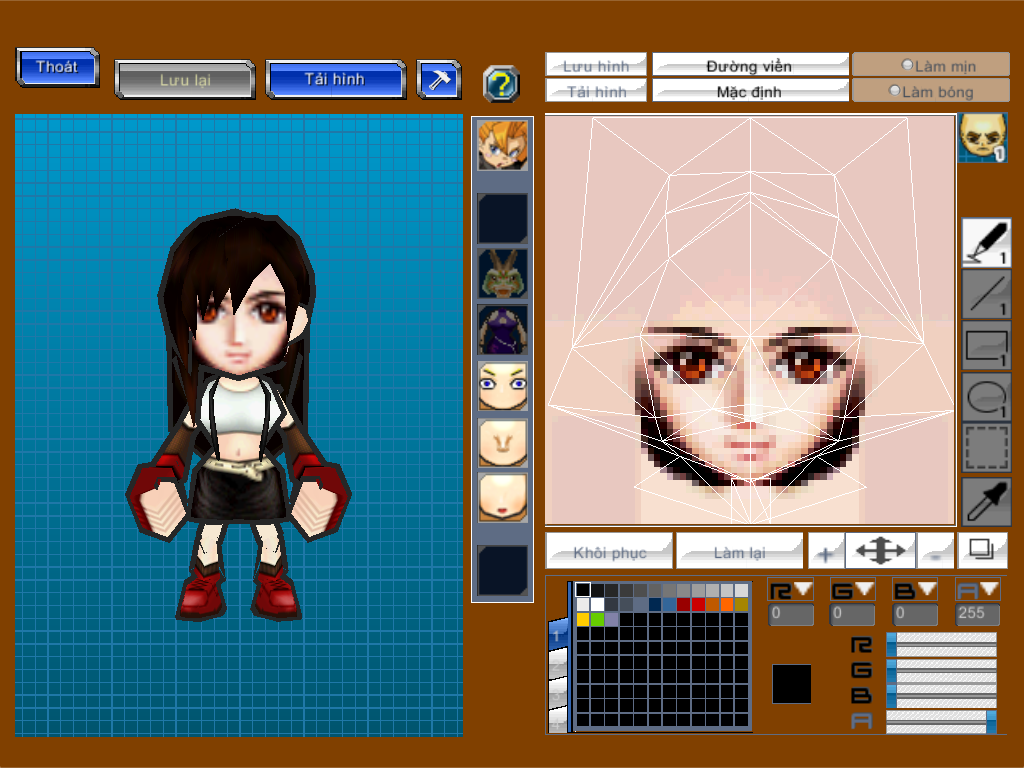 Thoát
Lưu lại
Tải hình
?
Lưu hình
Đường viền
Làm mịn
Tải hình
Mặc định
Làm bóng
1
1
1
1
1
Khôi phục
Làm lại
+
-
R G B A
0 0 0 255
1
R
G
B
A